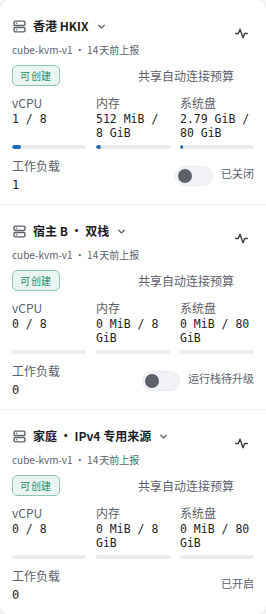 香港 HKIX
cube-kvm-v1 · 14天前上报
可创建 共享自动连接预算
vCPU 内存 系统盘
1 / 8 512 MiB / 8 GiB 2.79 GiB / 80 GiB
工作负载
1 已关闭
宿主 B · 双栈
cube-kvm-v1 · 14天前上报
可创建 共享自动连接预算
vCPU 内存 系统盘
0 / 8 0 MiB / 8 GiB 0 MiB / 80 GiB
工作负载
0 运行栈待升级
家庭 · IPv4 专用来源
cube-kvm-v1 · 14天前上报
可创建 共享自动连接预算
vCPU 内存 系统盘
0 / 8 0 MiB / 8 GiB 0 MiB / 80 GiB
工作负载
0 已开启